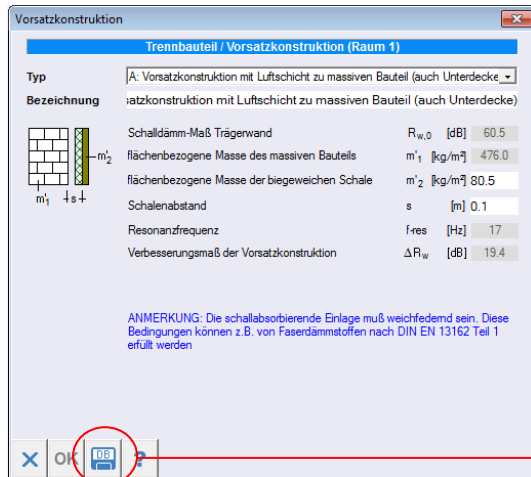 Vorsatzkonstruktion
Trennbauteil / Vorsatzkonstruktion (Raum 1)
Typ A: Vorsatzkonstruktion mit Luftschicht zu massiven Bauteil (auch Unterdecke
Bezeichnung satzkonstruktion mit Luftschicht zu massiven Bauteil (auch Unterdecke)
Schalldämm-Maß Trägerwand R w,0 [dB] 60.5
flächenbezogene Masse des massiven Bauteils m'1 [kg/m²] 476.0
flächenbezogene Masse der biegeweichen Schale m'2 [kg/m²] 80.5
Schalenabstand s [m] 0.1
Resonanzfrequenz f-res [Hz] 17
Verbesserungsmaß der Vorsatzkonstruktion ΔR w [dB] 19.4
m'2
m'1 s
ANMERKUNG: Die schallabsorbierende Einlage muß weichfedernd sein. Diese
Bedingungen können z.B. von Faserdämmstoffen nach DIN EN 13162 Teil 1
erfüllt werden
OK DB ?